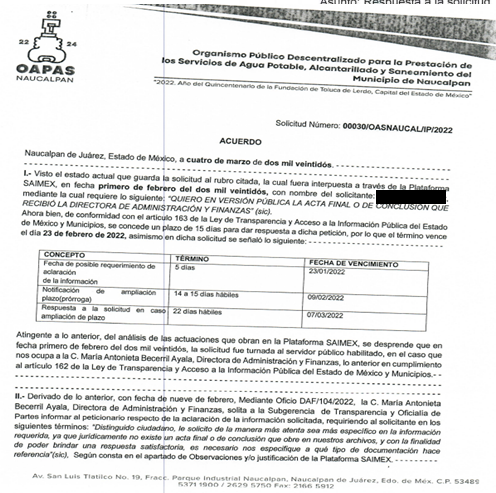 Asunto: Respuesta a la solicitud
22 24
OAPAS
NAUCALPAN
Organismo Público Descentralizado para la Prestación de
los Servicios de Agua Potable, Alcantarillado y Saneamiento del
Municipio de Naucalpan
"2022. Año del Quincentenario de la Fundación de Toluca de Lerdo, Capital del Estado de México"
Solicitud Número: 00030/OASNAUCAL/IP/2022
ACUERDO
Naucalpan de Juárez, Estado de México, a cuatro de marzo de dos mil veintidós.
I.- Visto el estado actual que guarda la solicitud al rubro citada, la cual fuera interpuesta a través de la Plataforma
SAIMEX, en fecha primero de febrero del dos mil veintidós, con nombre del solicitante:
mediante la cual requiere lo siguiente: "QUIERO EN VERSIÓN PÚBLICA LA ACTA FINAL O DE CONCLUSIÓN QUE
RECIBIÓ LA DIRECTORA DE ADMINISTRACIÓN Y FINANZAS" (sic).
Ahora bien, de conformidad con el artículo 163 de la Ley de Transparencia y Acceso a la Información Pública del Estado
de México y Municipios, se concede un plazo de 15 días para dar respuesta a dicha petición, por lo que el término vence
el día 23 de febrero de 2022, asimismo en dicha solicitud se señaló lo siguiente:
CONCEPTO TÉRMINO FECHA DE VENCIMIENTO
Fecha de posible requerimiento de 5 días 23/01/2022
aclaración
de la información
Notificación de ampliación 14 a 15 días hábiles 09/02/2022
plazo(prórroga)
Respuesta a la solicitud en caso 22 días hábiles 07/03/2022
ampliación de plazo
Atingente a lo anterior, del análisis de las actuaciones que obran en la Plataforma SAIMEX, se desprende que en
fecha primero de febrero del dos mil veintidós, la solicitud fue turnada al servidor público habilitado, en el caso que
nos ocupa a la C. María Antonieta Becerril Ayala, Directora de Administración y Finanzas, lo anterior en cumplimiento
al artículo 162 de la Ley de Transparencia y Acceso a la Información Pública del Estado de México y Municipios.-
II.- Derivado de lo anterior, con fecha de nueve de febrero, Mediante Oficio DAF/104/2022, la C. María Antonieta
Becerril Ayala, Directora de Administración y Finanzas, solita a la Subgerencia de Transparencia y Oficialía de
Partes informar al peticionario respecto de la aclaración de la información solicitada, requiriendo al solicitante en los
siguientes términos: "Distinguido ciudadano, le solicito de la manera más atenta sea más específico en la información
requerida, ya que jurídicamente no existe un acta final o de conclusión que obre en nuestros archivos, y con la finalidad
de poder brindar una respuesta satisfactoria, es necesario nos especifique a qué tipo de documentación hace
referencia"(sic), Según consta en el apartado de Observaciones y/o justificación de la Plataforma SAIMEX.
Av. San Luis Tlatilco No. 19, Fracc. Parque Industrial Naucalpan, Naucalpan de Juárez, Edo. de Méx. C.P. 53489
5371 1900 / 2629 5750 Fax: 2166 5912